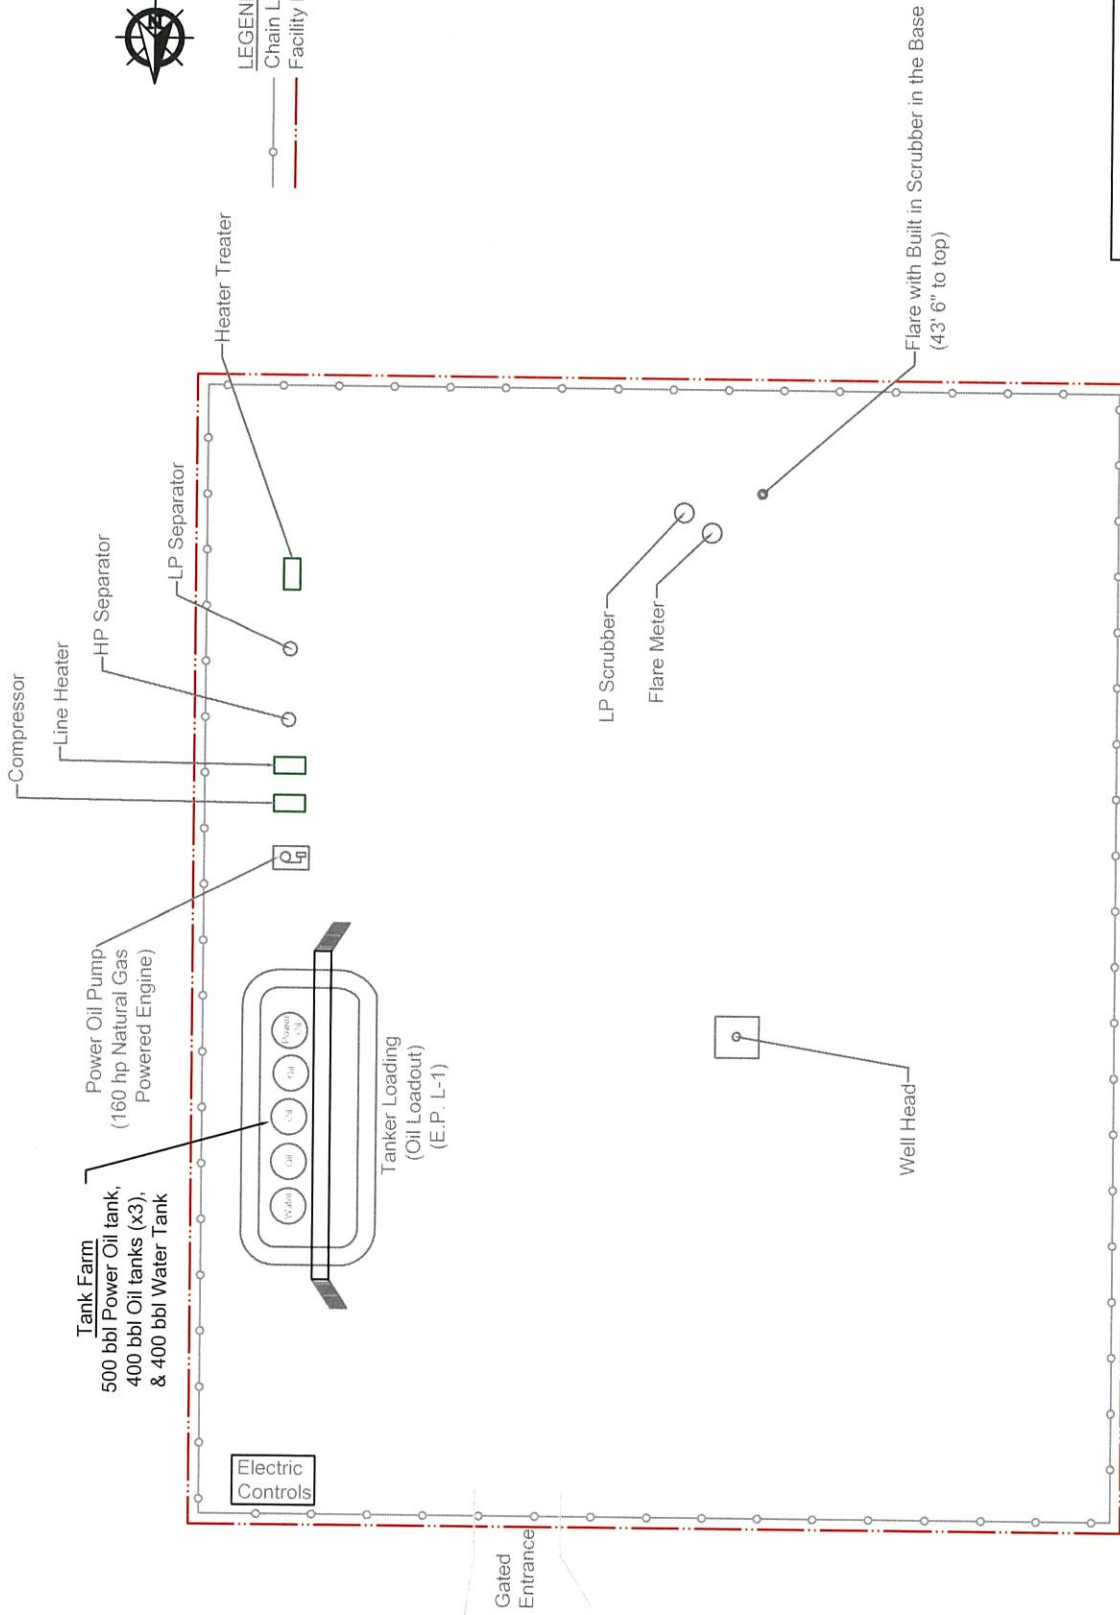 N
LEGEN
Chain L
Facility
Compressor
Line Heater
HP Separator
LP Separator
Heater Treater
Power Oil Pump
(160 hp Natural Gas
Powered Engine)
Tank Farm
500 bbl Power Oil tank,
400 bbl Oil tanks (x3),
& 400 bbl Water Tank
Water
Oil
Oil
Oil
Power
Oil
Tanker Loading
(Oil Loadout)
(E.P. L-1)
Electric
Controls
Gated
Entrance
LP Scrubber
Flare Meter
Flare with Built in Scrubber in the Base
(43' 6" to top)
Well Head